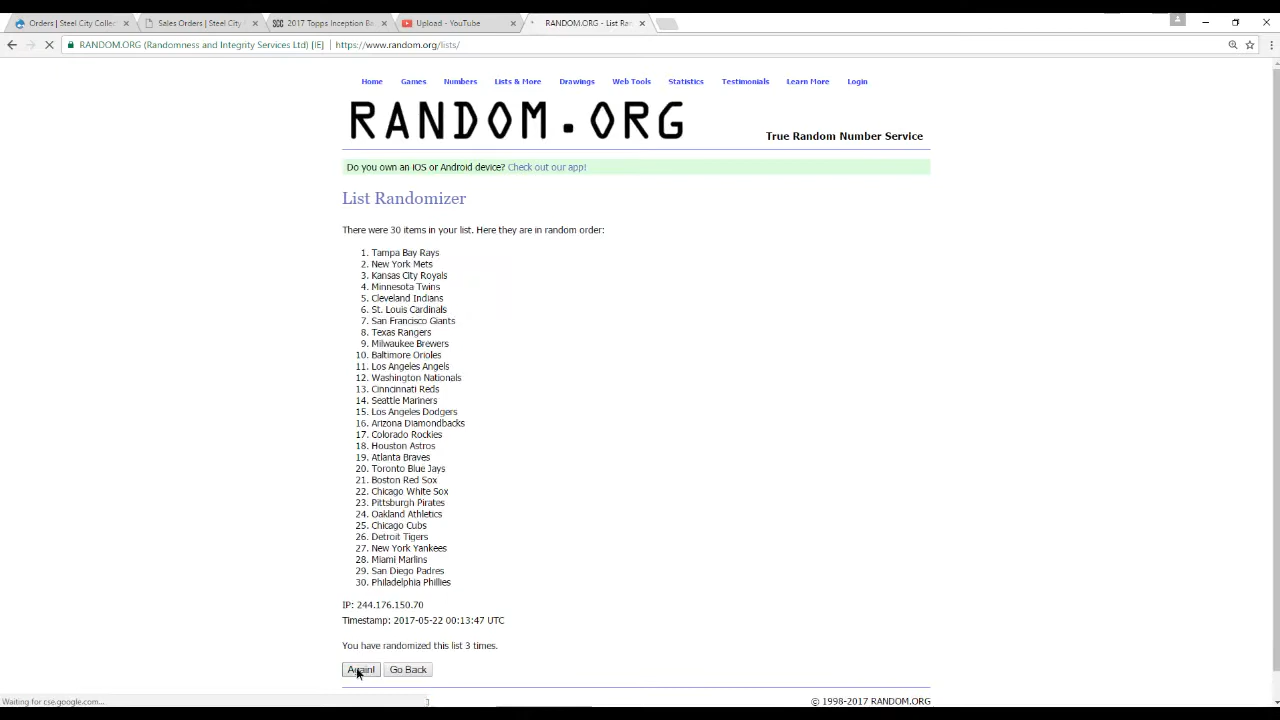 Orders | Steel City Collec
Sales Orders | Steel City
2017 Topps Inception Ba
Upload - YouTube
RANDOM.ORG - List Ran
RANDOM.ORG (Randomness and Integrity Services Ltd) [IE]
https://www.random.org/lists/
Home Games Numbers Lists & More Drawings Web Tools Statistics Testimonials Learn More Login
RANDOM.ORG
True Random Number Service
Do you own an iOS or Android device? Check out our app!
List Randomizer
There were 30 items in your list. Here they are in random order:
1. Tampa Bay Rays
2. New York Mets
3. Kansas City Royals
4. Minnesota Twins
5. Cleveland Indians
6. St. Louis Cardinals
7. San Francisco Giants
8. Texas Rangers
9. Milwaukee Brewers
10. Baltimore Orioles
11. Los Angeles Angels
12. Washington Nationals
13. Cinncinnati Reds
14. Seattle Mariners
15. Los Angeles Dodgers
16. Arizona Diamondbacks
17. Colorado Rockies
18. Houston Astros
19. Atlanta Braves
20. Toronto Blue Jays
21. Boston Red Sox
22. Chicago White Sox
23. Pittsburgh Pirates
24. Oakland Athletics
25. Chicago Cubs
26. Detroit Tigers
27. New York Yankees
28. Miami Marlins
29. San Diego Padres
30. Philadelphia Phillies
IP: 244.176.150.70
Timestamp: 2017-05-22 00:13:47 UTC
You have randomized this list 3 times.
Again! Go Back
Waiting for cse.google.com...
© 1998-2017 RANDOM.ORG